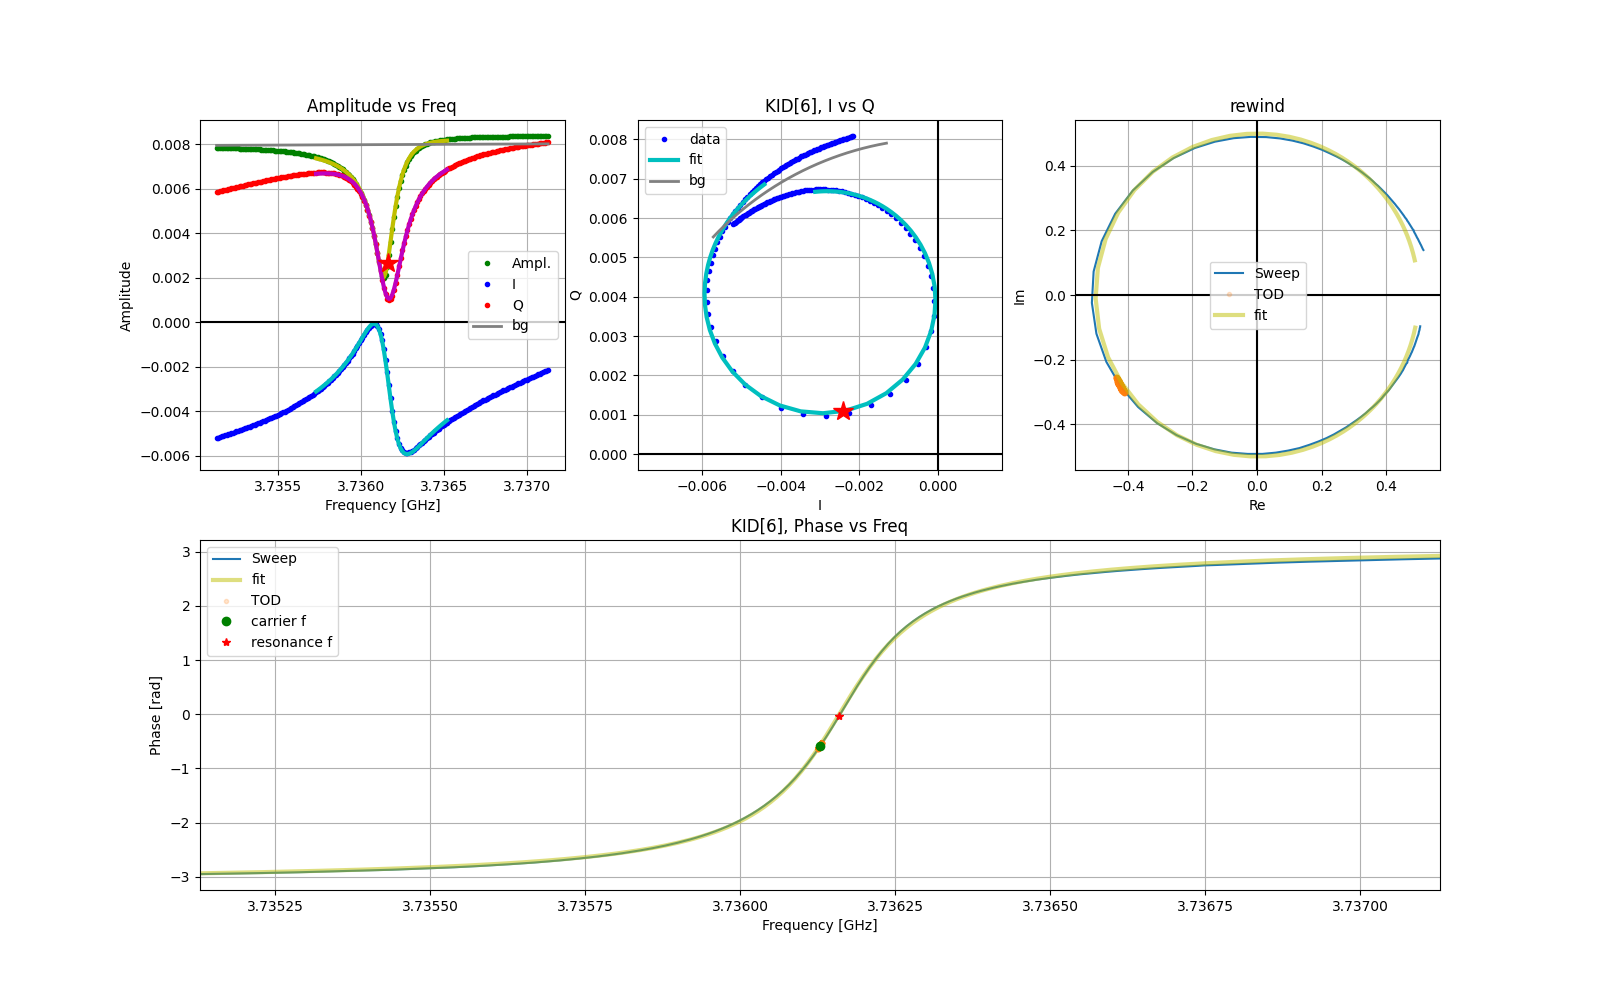 Amplitude vs Freq
KID[6], I vs Q
rewind
Amplitude
0.008
0.006
0.004
0.002
0.000
−0.002
−0.004
−0.006
Ampl.
I
Q
bg
3.7355
3.7360
3.7365
3.7370
Frequency [GHz]
Q
0.008
0.007
0.006
0.005
0.004
0.003
0.002
0.001
0.000
data
fit
bg
−0.006
−0.004
−0.002
0.000
I
Im
0.4
0.2
0.0
−0.2
−0.4
Sweep
TOD
fit
−0.4
−0.2
0.0
0.2
0.4
Re
KID[6], Phase vs Freq
Phase [rad]
3
2
1
0
−1
−2
−3
Sweep
fit
TOD
carrier f
resonance f
3.73525
3.73550
3.73575
3.73600
3.73625
3.73650
3.73675
3.73700
Frequency [GHz]